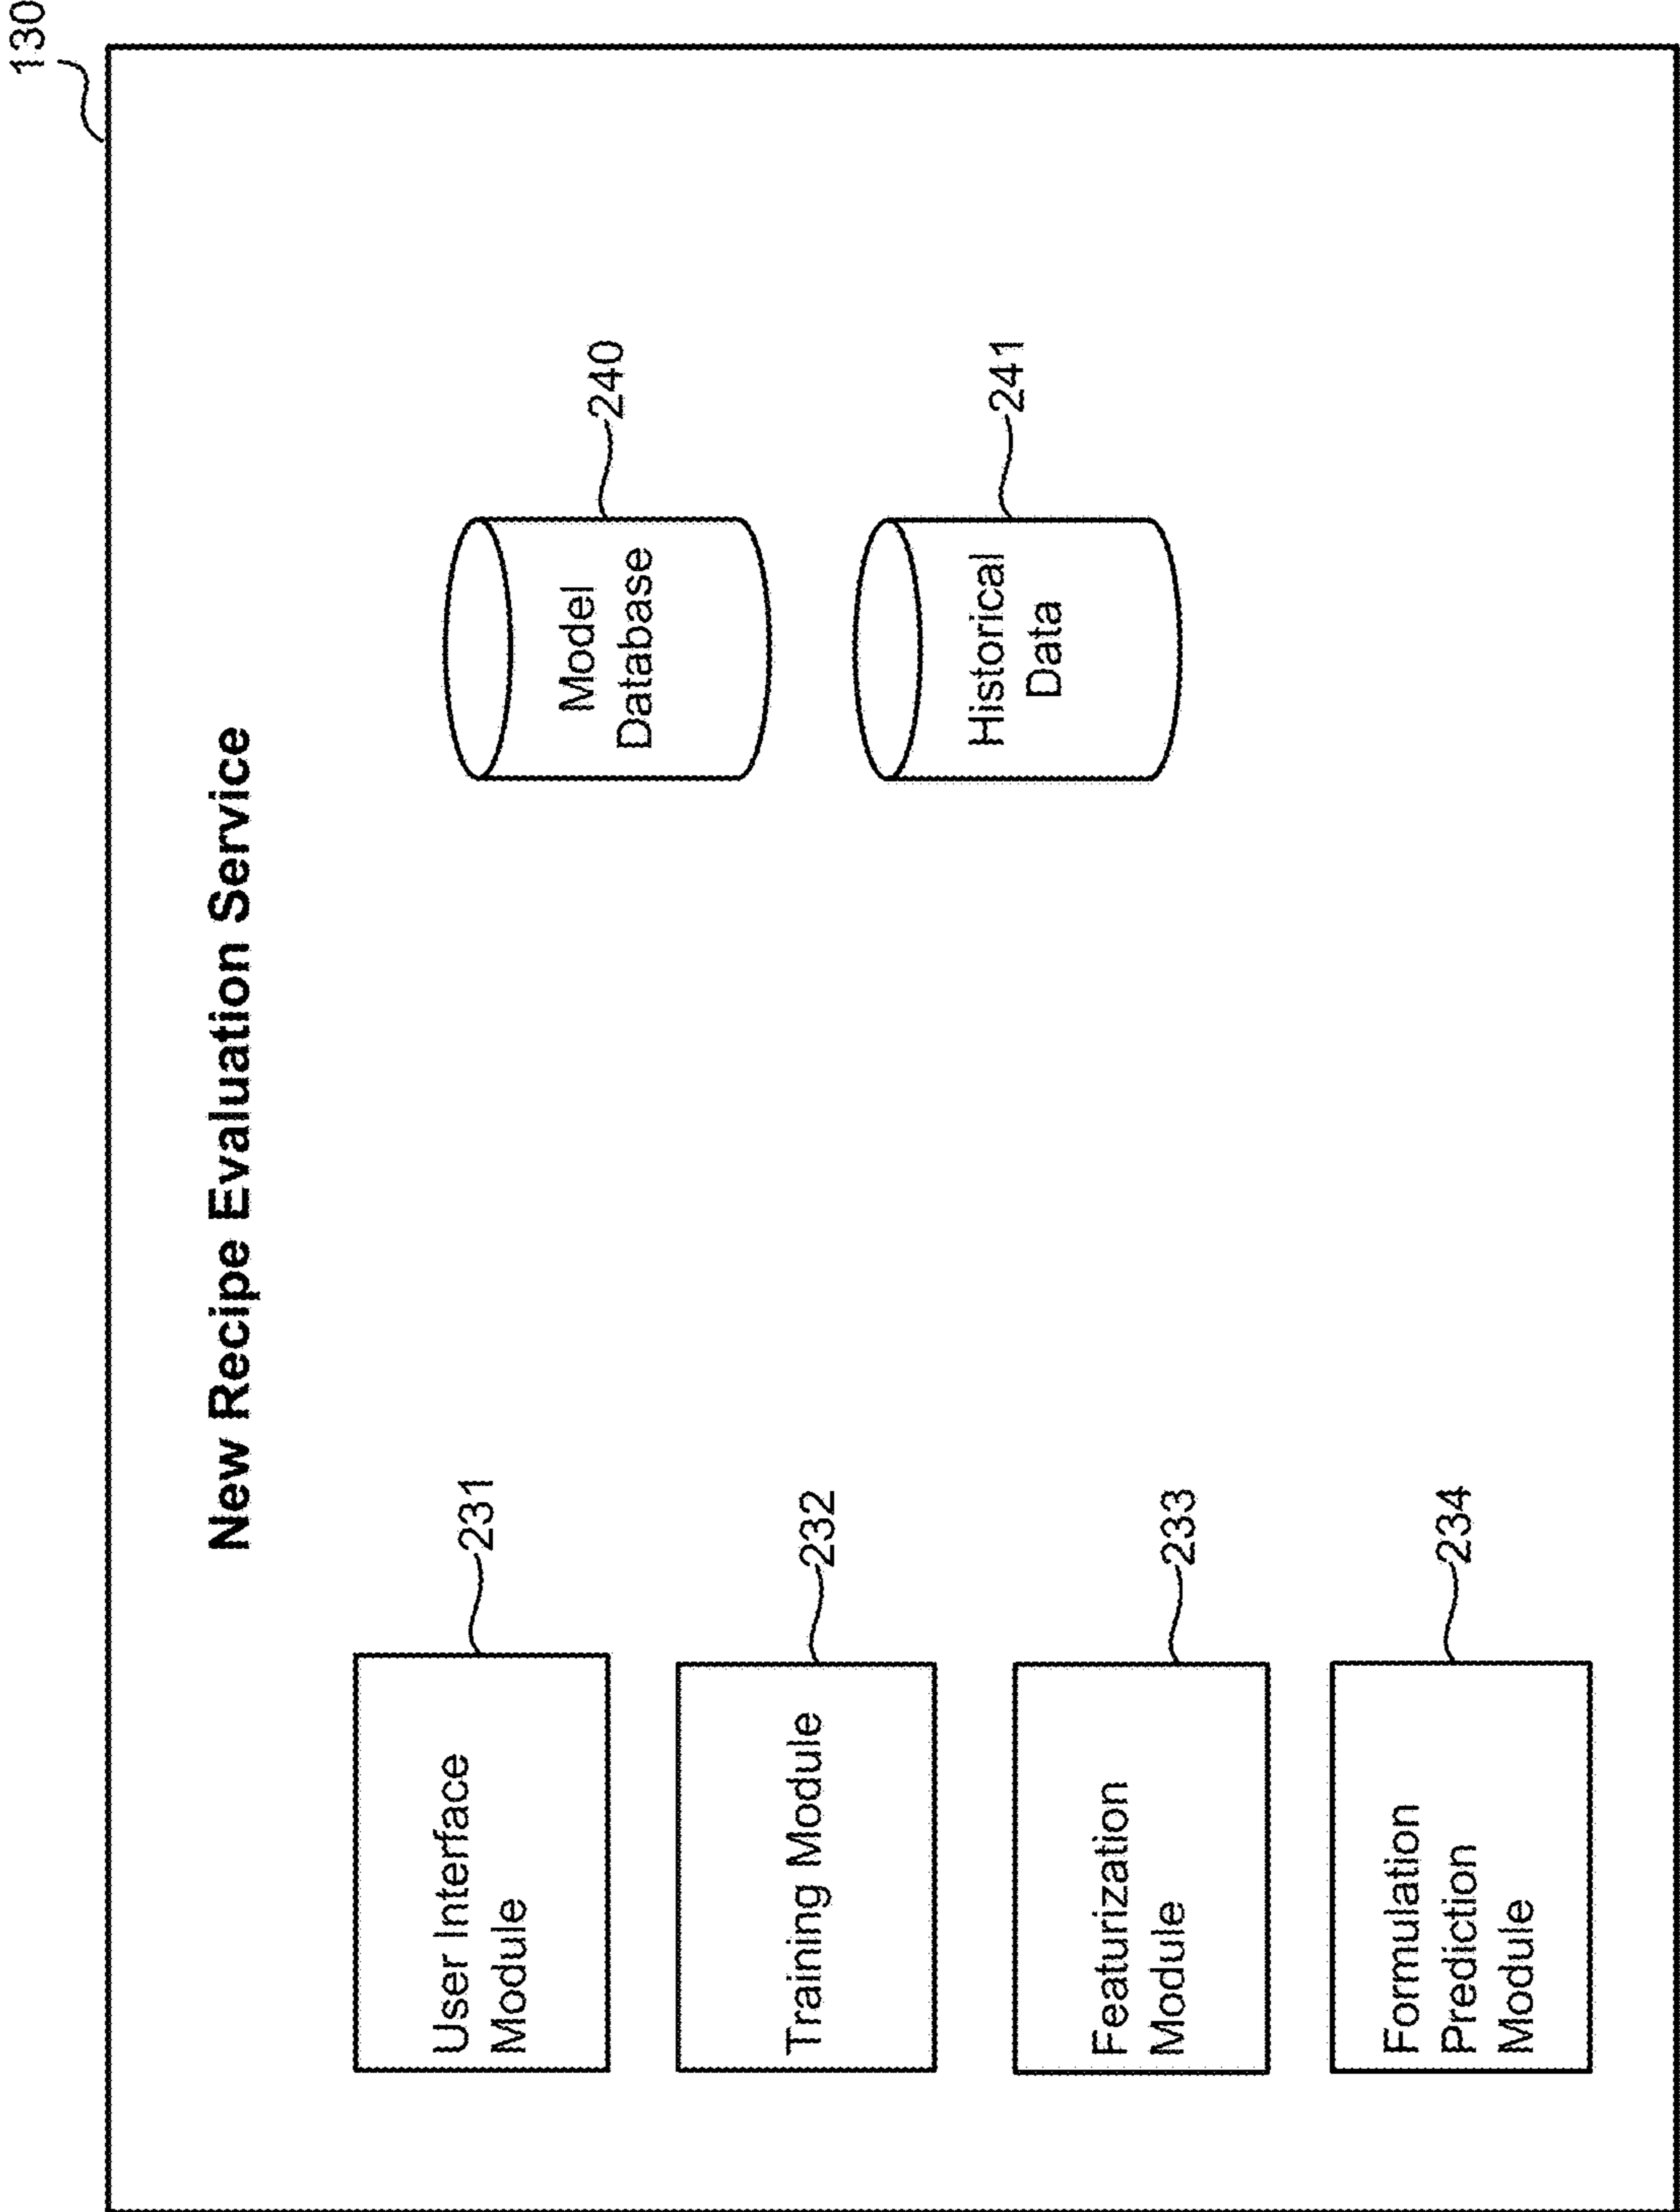 130
New Recipe Evaluation Service
User Interface
Module
231
Training Module
232
Featurization
Module
233
Formulation
Prediction
Module
234
Model
Database
240
Historical
Data
241